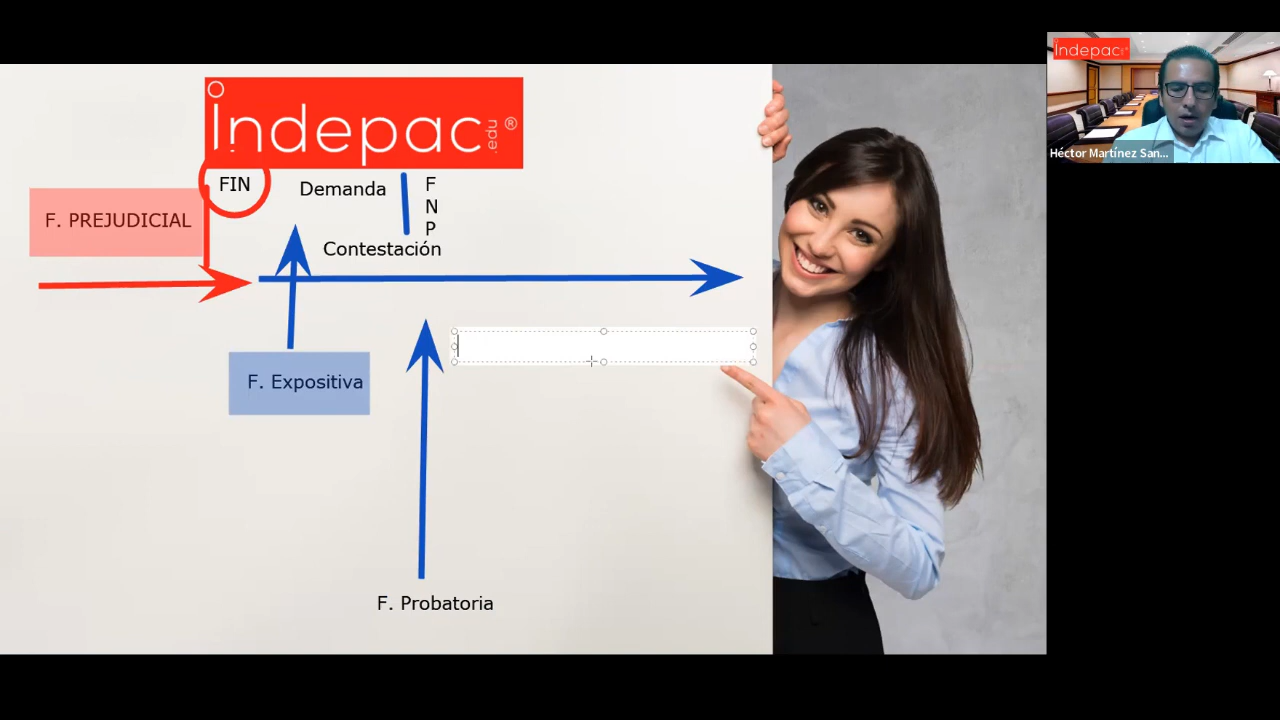 indepac.edu®
FIN
Demanda
F
N
P
F. PREJUDICIAL
Contestación
F. Expositiva
F. Probatoria
indepac
Héctor Martínez San...